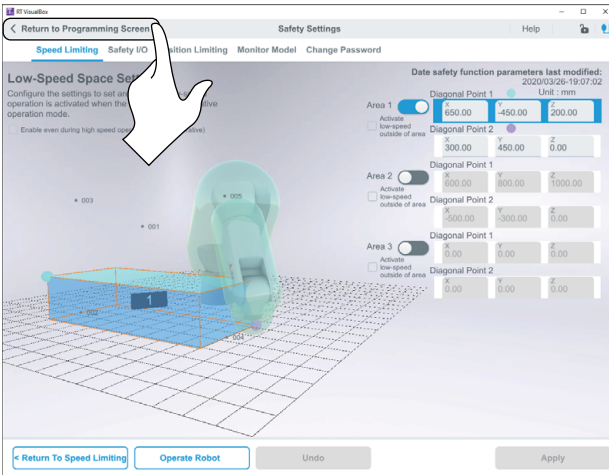 RT VisualBox
< Return to Programming Screen
Safety Settings
Help
Speed Limiting
Safety I/O
sition Limiting
Monitor Model
Change Password
Low-Speed Space Set
Configure the settings to set are
operation is activated when the
ative
operation mode.
Enable even during high speed oper
ative)
Date safety function parameters last modified:
2020/03/26-19:07:02
Unit : mm
Area 1
Activate
low-speed
outside of area
Diagonal Point 1
X
650.00
Y
-450.00
Z
200.00
Diagonal Point 2
X
300.00
Y
450.00
Z
0.00
Area 2
Activate
low-speed
outside of area
Diagonal Point 1
X
600.00
Y
800.00
Z
1000.00
Diagonal Point 2
X
-500.00
Y
-300.00
Z
0.00
Area 3
Activate
low-speed
outside of area
Diagonal Point 1
X
0.00
Y
0.00
Z
0.00
Diagonal Point 2
X
0.00
Y
0.00
Z
0.00
003
005
001
1
002
004
< Return To Speed Limiting
Operate Robot
Undo
Apply